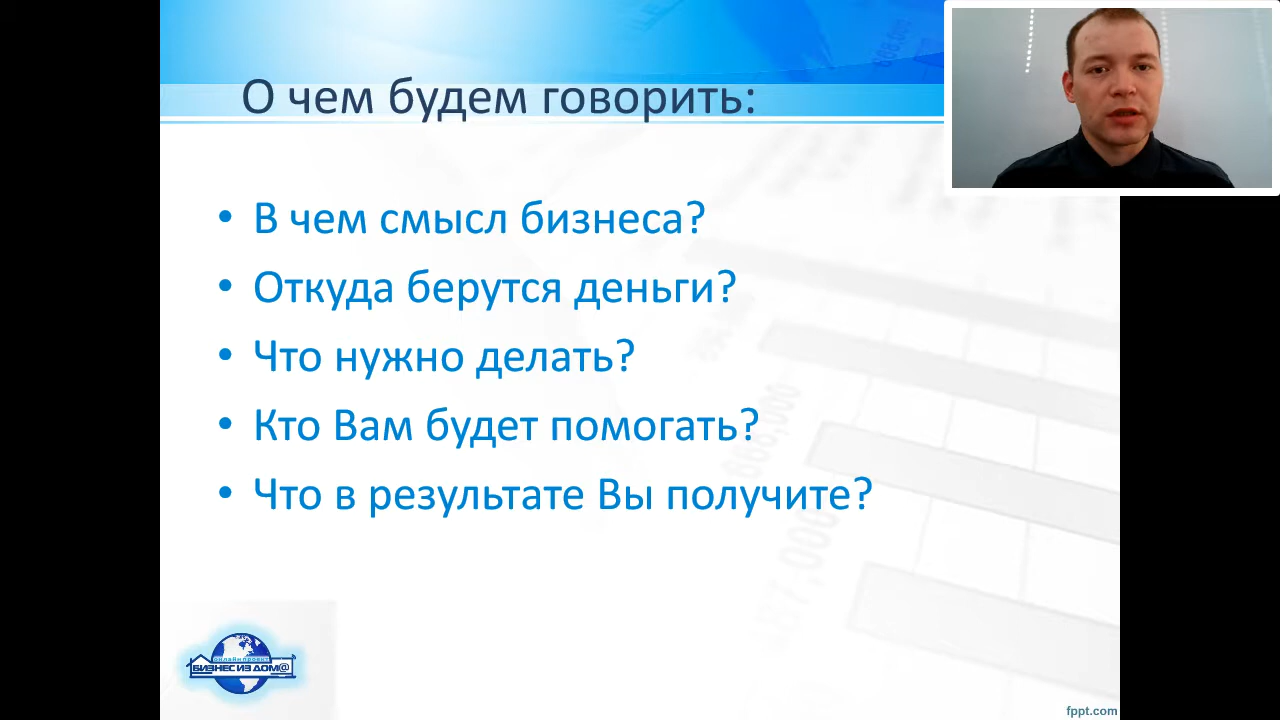 О чем будем говорить:
• В чем смысл бизнеса?
• Откуда берутся деньги?
• Что нужно делать?
• Кто Вам будет помогать?
• Что в результате Вы получите?
БИЗНЕС ИЗ ДОМ@
fppt.com